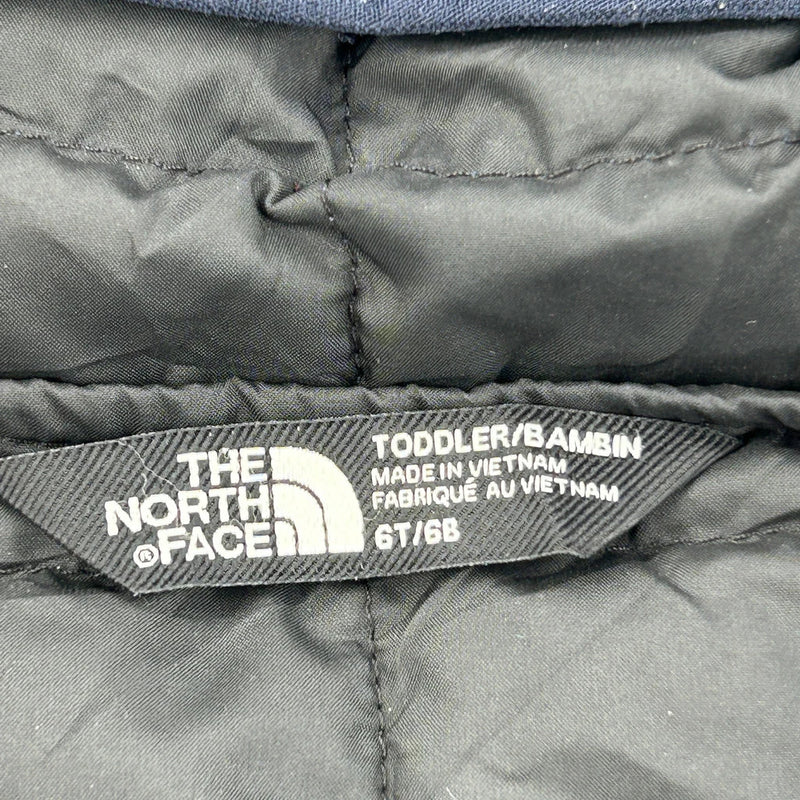 THE
NORTH
® FACE
TODDLER/BAMBIN
MADE IN VIETNAM
FABRIQUÉ AU VIETNAM
6T/6B